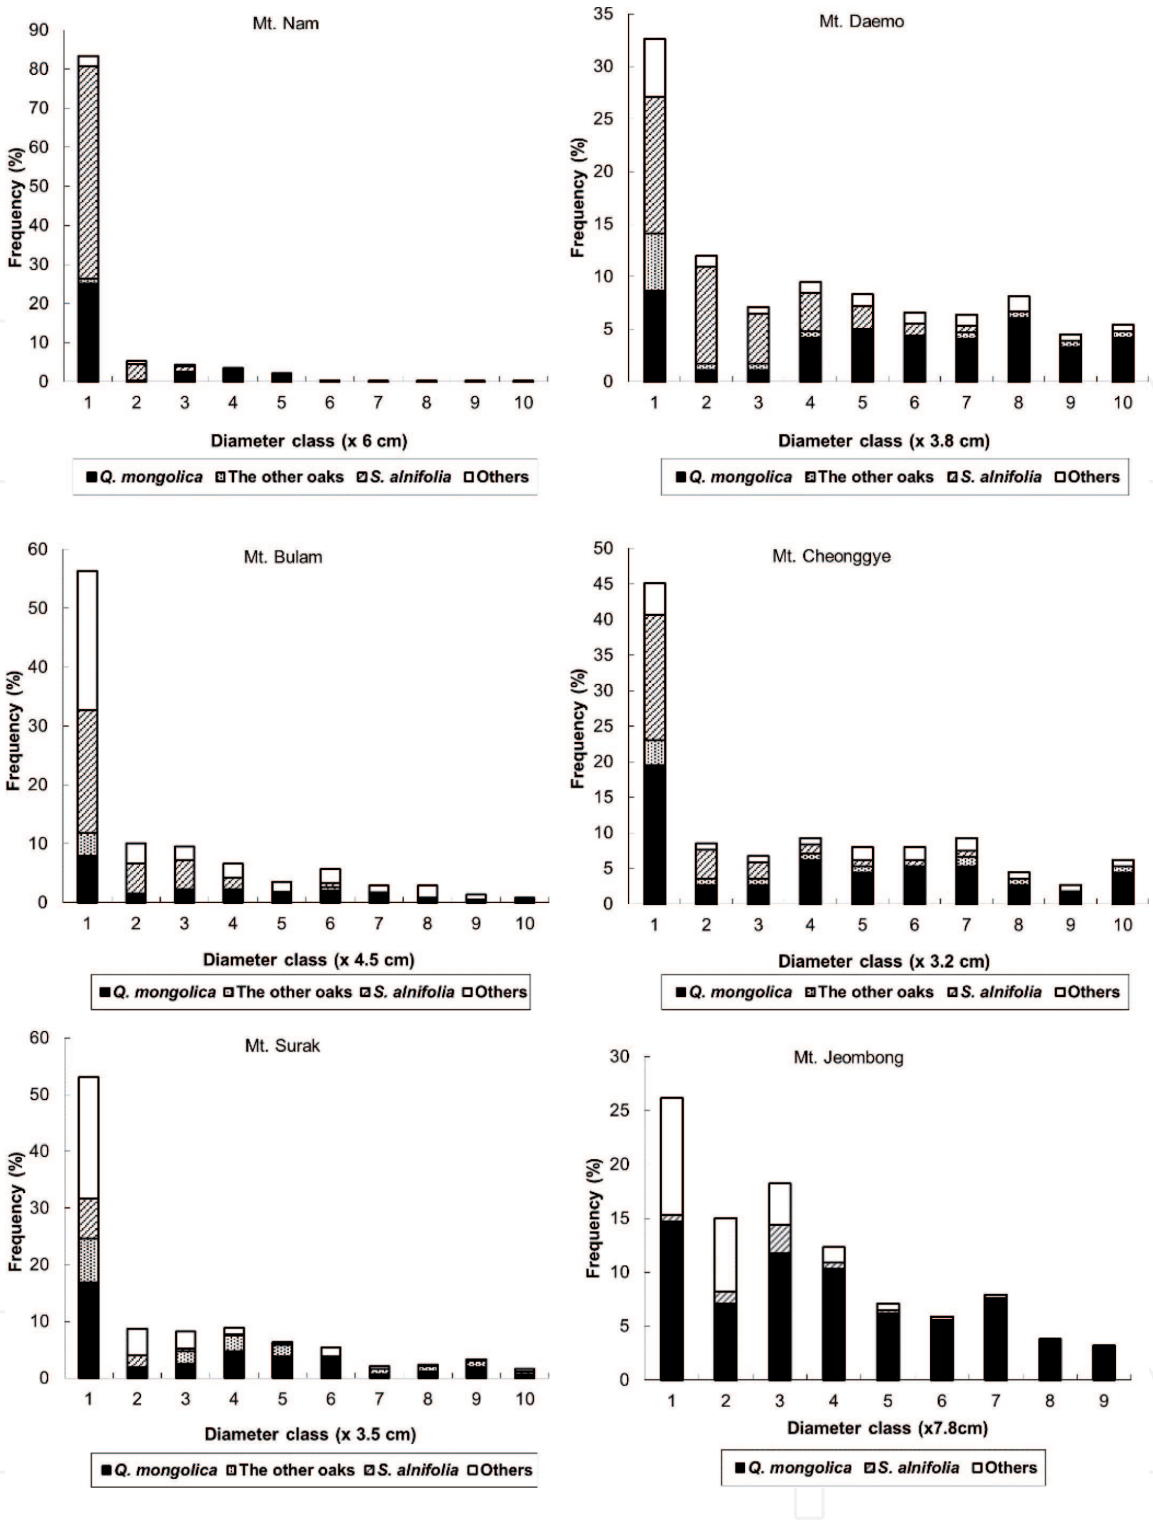 Mt. Nam
90
80
70
60
50
40
30
20
10
0
Frequency (%)
1 2 3 4 5 6 7 8 9 10
Diameter class (x 6 cm)
Q. mongolica The other oaks S. alnifolia Others
Mt. Daemo
35
30
25
20
15
10
5
0
Frequency (%)
1 2 3 4 5 6 7 8 9 10
Diameter class (x 3.8 cm)
Q. mongolica The other oaks S. alnifolia Others
Mt. Bulam
60
50
40
30
20
10
0
Frequency (%)
1 2 3 4 5 6 7 8 9 10
Diameter class (x 4.5 cm)
Q. mongolica The other oaks S. alnifolia Others
Mt. Cheonggye
50
45
40
35
30
25
20
15
10
5
0
Frequency (%)
1 2 3 4 5 6 7 8 9 10
Diameter class (x 3.2 cm)
Q. mongolica The other oaks S. alnifolia Others
Mt. Surak
60
50
40
30
20
10
0
Frequency (%)
1 2 3 4 5 6 7 8 9 10
Diameter class (x 3.5 cm)
Q. mongolica The other oaks S. alnifolia Others
Mt. Jeombong
30
25
20
15
10
5
0
Frequency (%)
1 2 3 4 5 6 7 8 9
Diameter class (x7.8cm)
Q. mongolica S. alnifolia Others